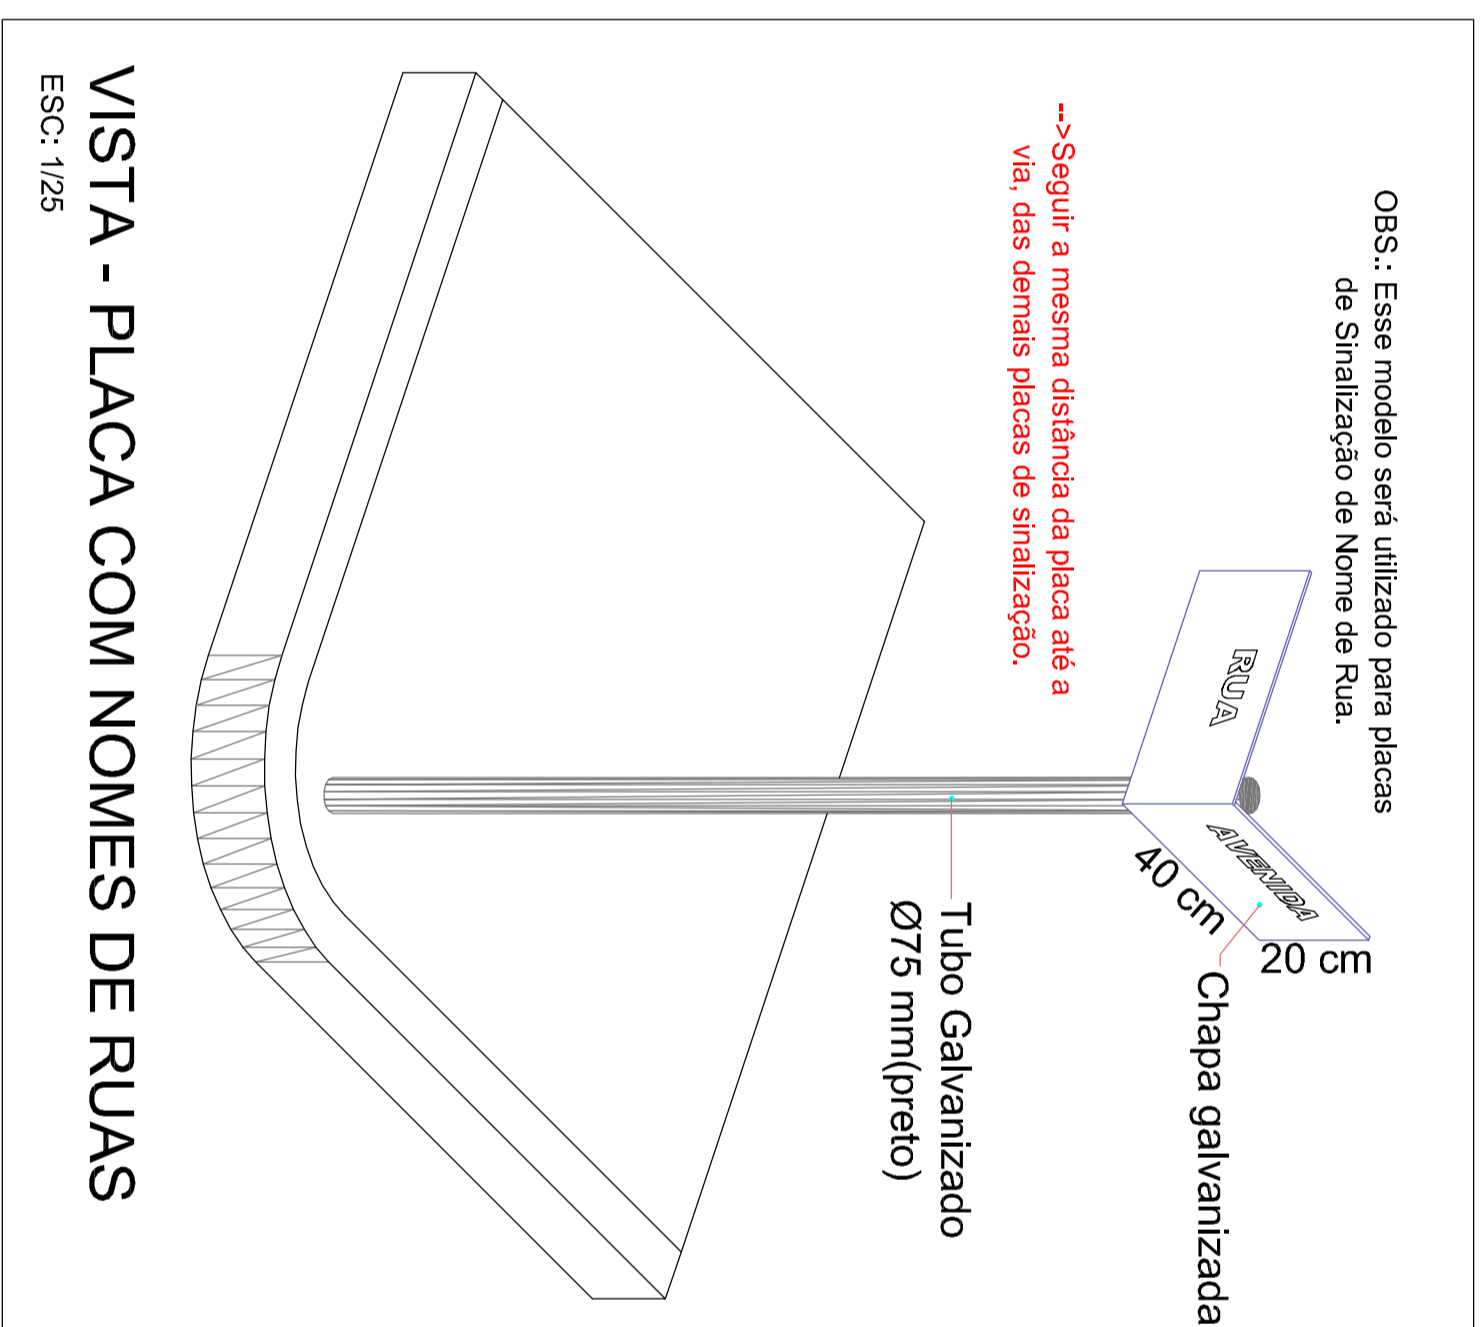 OBS.: Esse modelo será utilizado para placas
de Sinalização de Nome de Rua.
RUA
AVENIDA
20 cm
40 cm
Chapa galvanizada
-->Seguir a mesma distância da placa até a
via, das demais placas de sinalização.
Tubo Galvanizado
Ø75 mm(preto)
VISTA - PLACA COM NOMES DE RUAS
ESC: 1/25